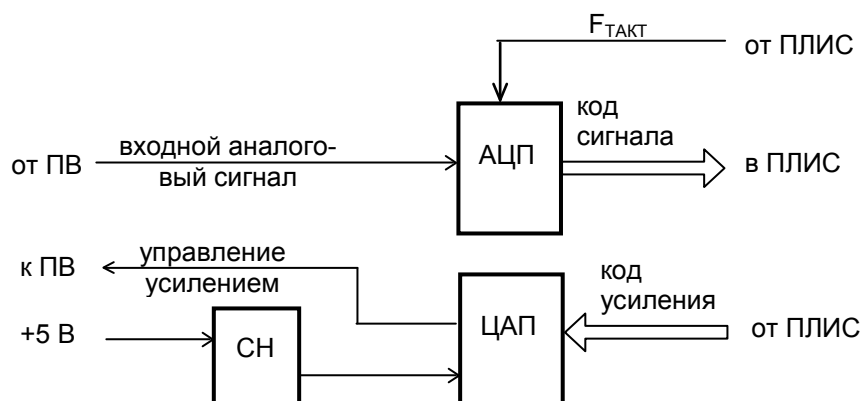 F_ТАКТ
от ПЛИС
код
сигнала
входной аналого-
вый сигнал
от ПВ
АЦП
в ПЛИС
к ПВ
управление
усилением
код
усиления
+5 В
СН
ЦАП
от ПЛИС